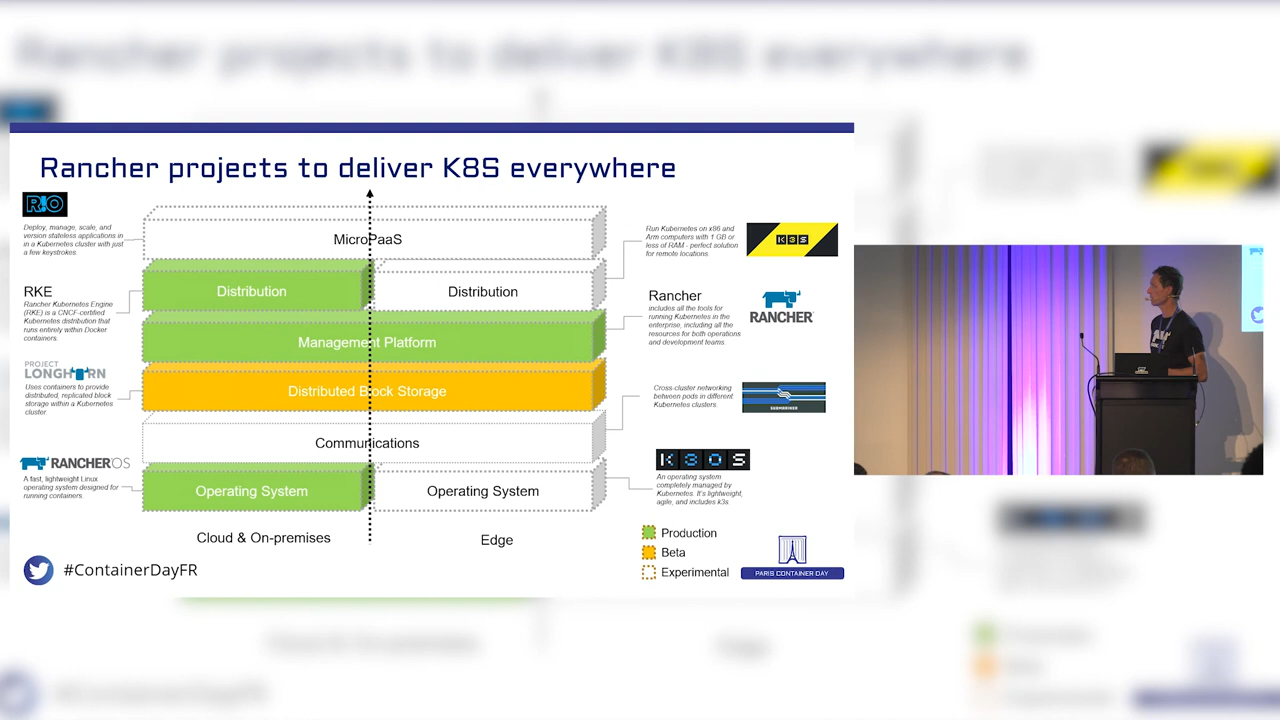 Rancher projects to deliver K8S everywhere
RIO
Deploy, manage, scale, and
version stateless applications in
in a Kubernetes cluster with just
a few keystrokes.
RKE
Rancher Kubernetes Engine
(RKE) is a CNCF-certified
Kubernetes distribution that
runs entirely within Docker
containers.
PROJECT
LONGHORN
Uses containers to provide
distributed, replicated block
storage within a Kubernetes
cluster.
RANCHEROS
A fast, lightweight Linux
operating system designed for
running containers.
MicroPaaS
Distribution
Distribution
Management Platform
Distributed Block Storage
Communications
Operating System
Operating System
Cloud & On-premises
Edge
Run Kubernetes on x86 and
Arm computers with 1 GB or
less of RAM - perfect solution
for remote locations.
K3S
Rancher
includes all the tools for
running Kubernetes in the
enterprise, including all the
resources for both operations
and development teams.
RANCHER
Cross-cluster networking
between pods in different
Kubernetes clusters.
SUBMARINER
K3OS
An operating system
completely managed by
Kubernetes. It's lightweight,
agile, and includes k3s.
Production
Beta
Experimental
PARIS CONTAINER DAY
#ContainerDayFR